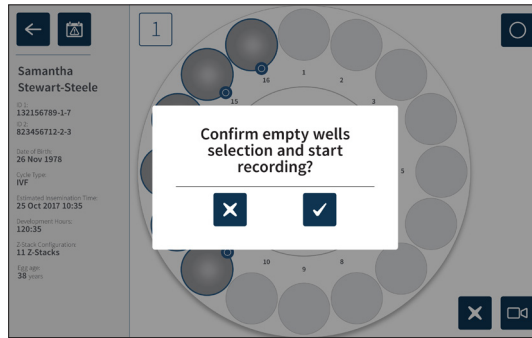 1
Samantha
Stewart-Steele
ID 1:
132156789-1-7
ID 2:
823456712-2-3
Date of Birth:
26 Nov 1978
Cycle Type:
IVF
Estimated Insemination Time:
25 Oct 2017 10:35
Development Hours:
120:35
Z-Stack Configuration:
11 Z-Stacks
Egg age:
38 years
16
1
2
15
3
Confirm empty wells
selection and start
recording?
5
10
9
8